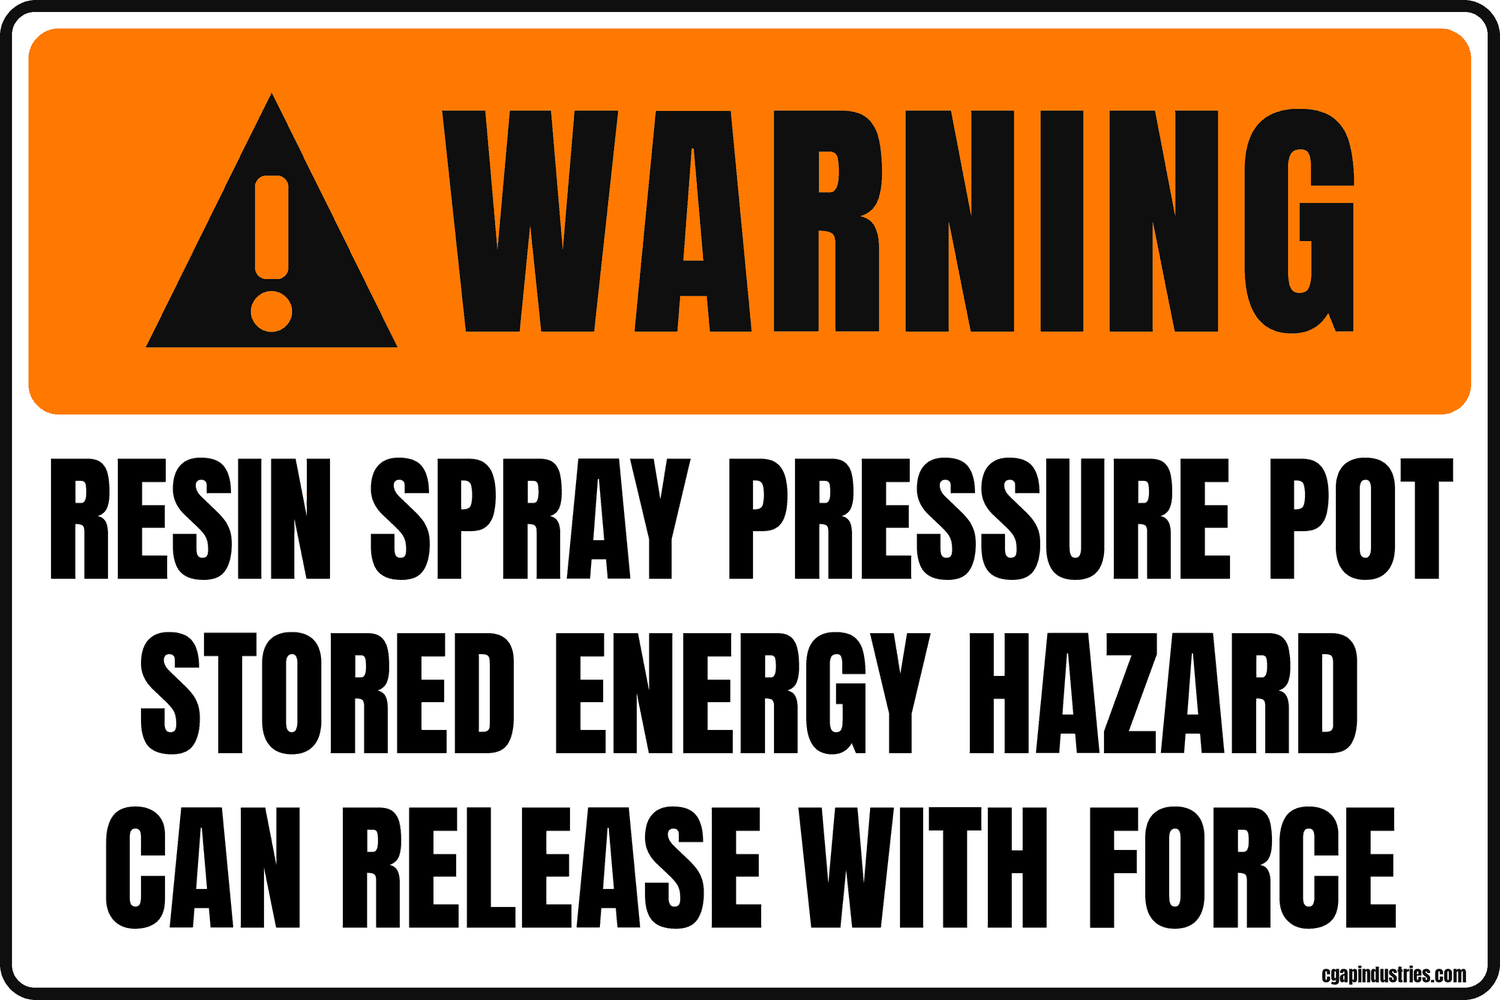 WARNING
RESIN SPRAY PRESSURE POT
STORED ENERGY HAZARD
CAN RELEASE WITH FORCE
cgapindustries.com